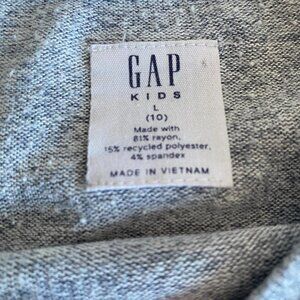 GAP
KIDS
L
(10)
Made with
81% rayon,
15% recycled polyester,
4% spandex
MADE IN VIETNAM